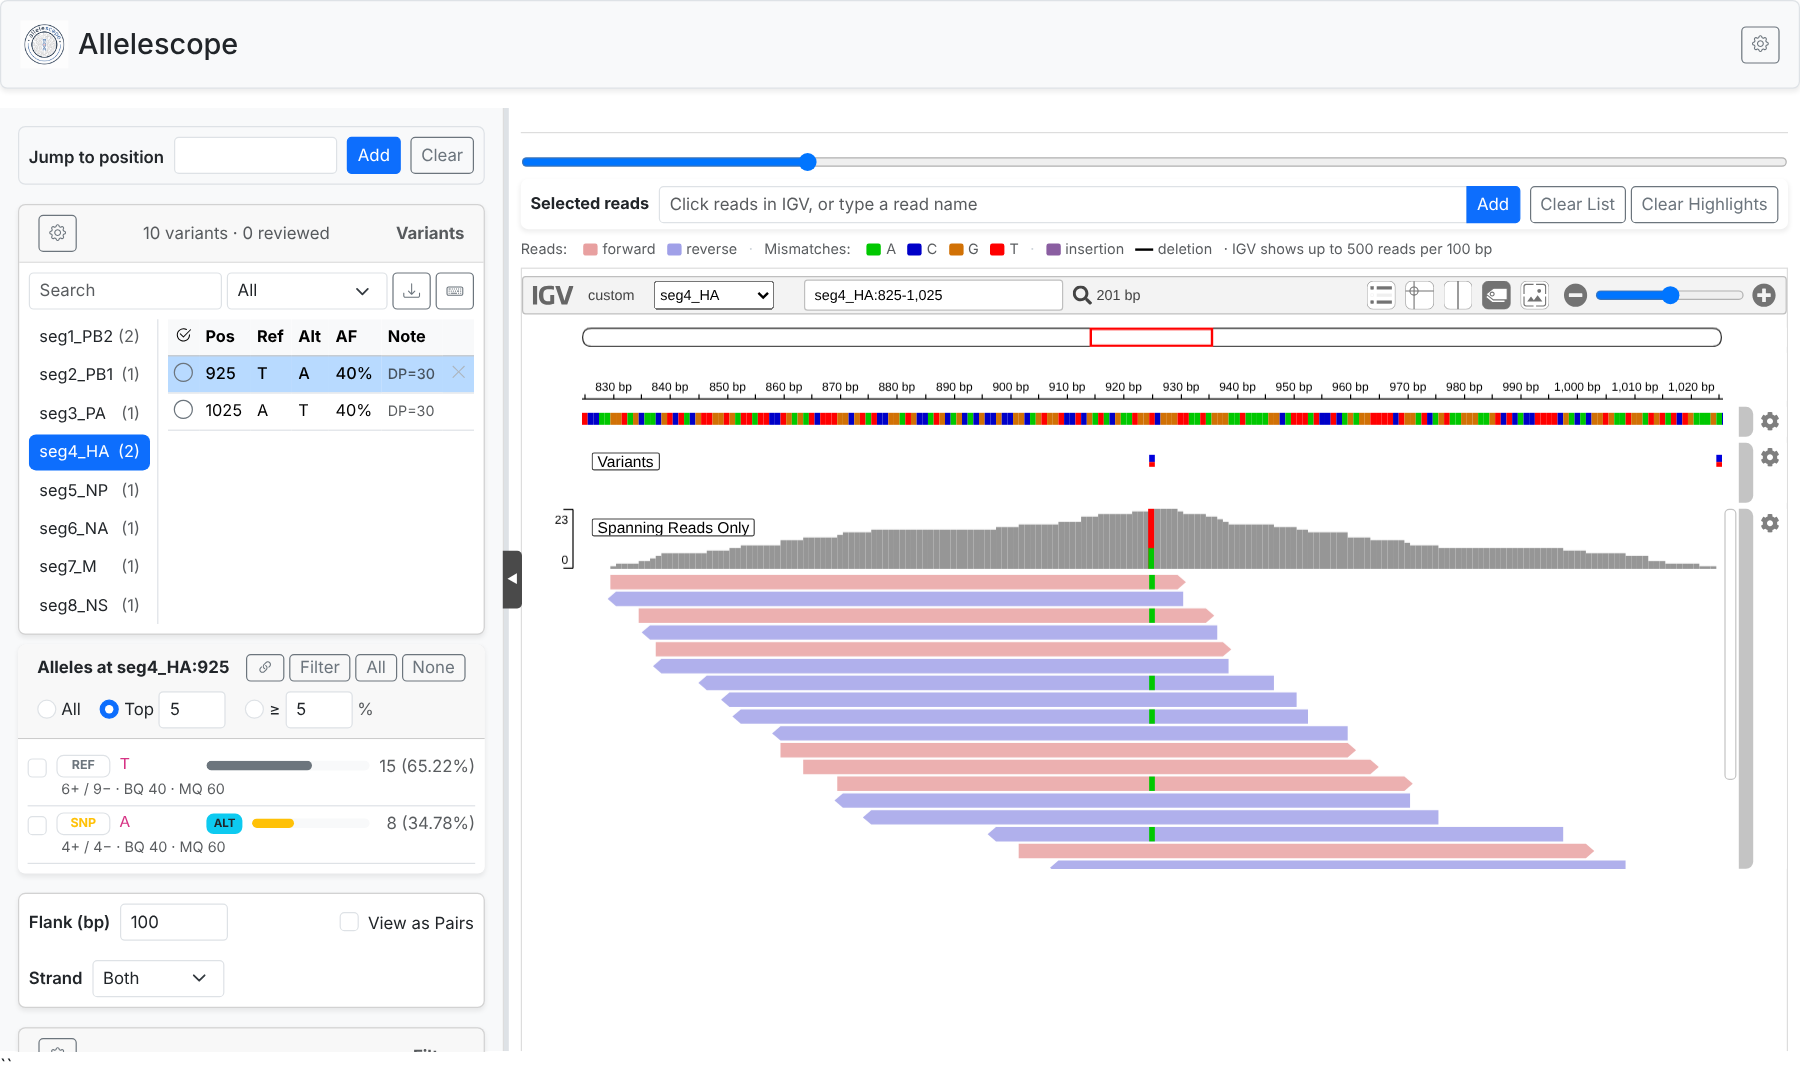 Allelescope
Jump to position Add Clear
10 variants · 0 reviewed Variants
Search All
seg1_PB2 (2)
seg2_PB1 (1)
seg3_PA (1)
seg4_HA (2)
seg5_NP (1)
seg6_NA (1)
seg7_M (1)
seg8_NS (1)
Pos Ref Alt AF Note
925 T A 40% DP=30
1025 A T 40% DP=30
Alleles at seg4_HA:925 Filter All None
All Top 5 ≥ 5 %
REF T 15 (65.22%)
6+ / 9− · BQ 40 · MQ 60
SNP A ALT 8 (34.78%)
4+ / 4− · BQ 40 · MQ 60
Flank (bp) 100 View as Pairs
Strand Both
``
Selected reads Click reads in IGV, or type a read name Add Clear List Clear Highlights
Reads: forward reverse · Mismatches: A C G T · insertion deletion · IGV shows up to 500 reads per 100 bp
IGV custom seg4_HA seg4_HA:825-1,025 201 bp
830 bp 840 bp 850 bp 860 bp 870 bp 880 bp 890 bp 900 bp 910 bp 920 bp 930 bp 940 bp 950 bp 960 bp 970 bp 980 bp 990 bp 1,000 bp 1,010 bp 1,020 bp
Variants
23
Spanning Reads Only
0